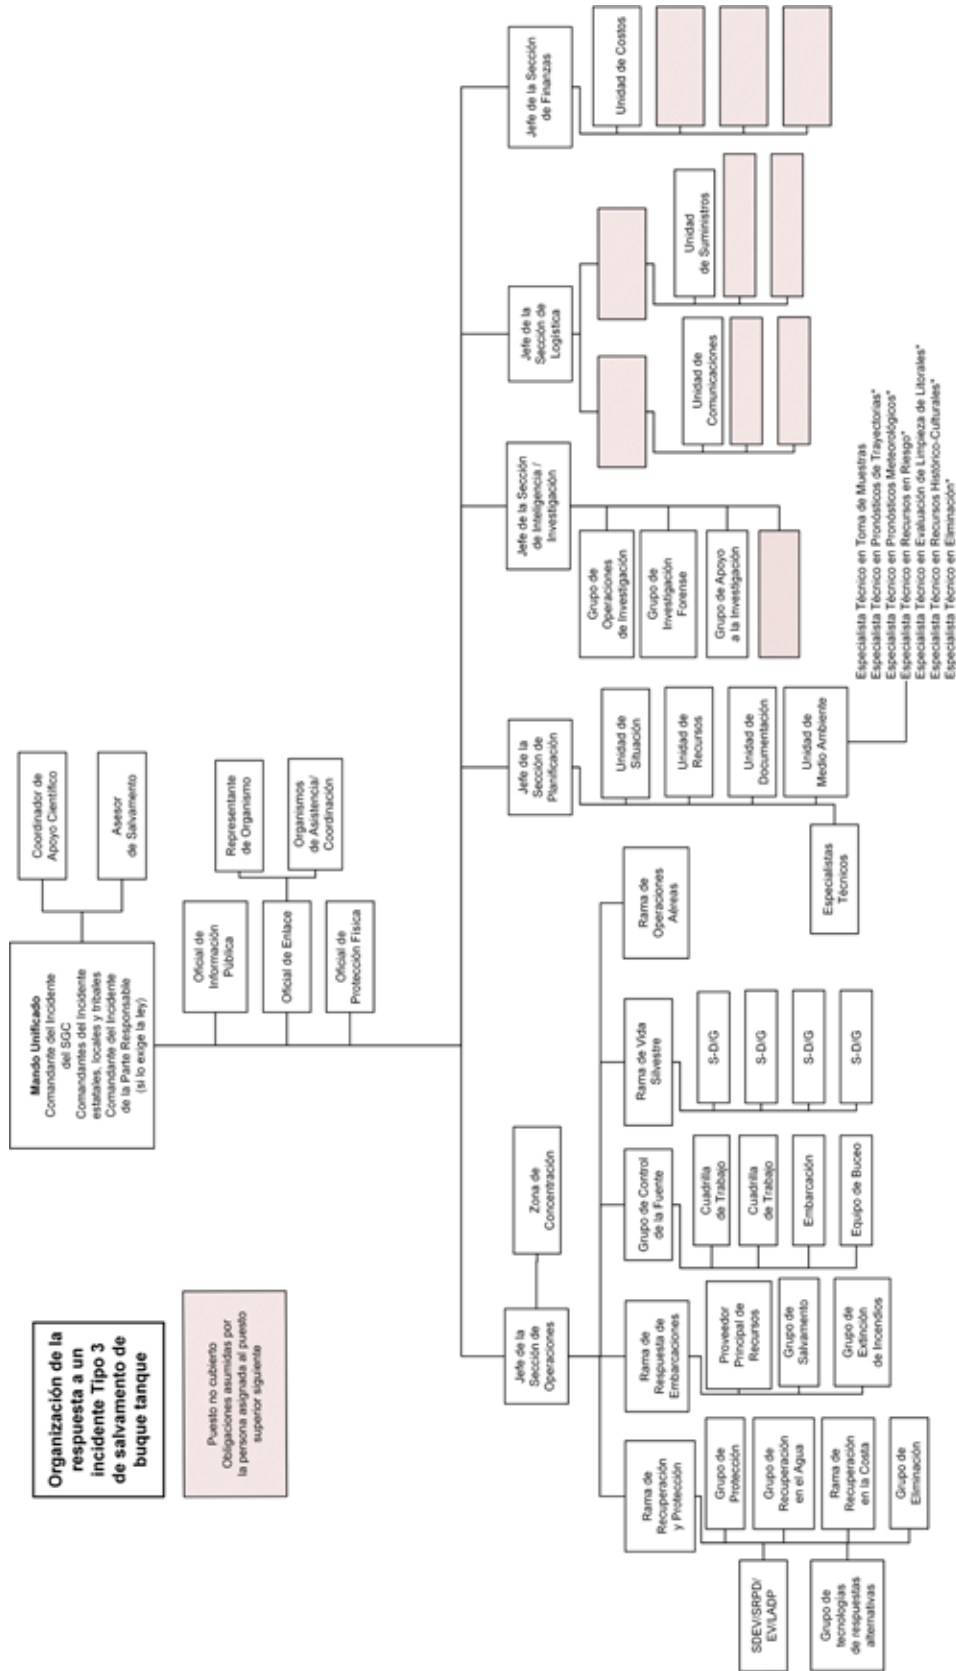 Organización de la
respuesta a un
incidente Tipo 3
de salvamento de
buque tanque
Puesto no cubierto
Obligaciones asumidas por
la persona asignada al puesto
superior siguiente
Mando Unificado
Comandante del Incidente
del SGC
Comandantes del Incidente
estatales, locales y tribales
Comandante del Incidente
de la Parte Responsable
(si lo exige la ley)
Coordinador de
Apoyo Científico
Asesor
de Salvamento
Oficial de
Información
Pública
Oficial de Enlace
Oficial de
Protección Física
Representante
de Organismo
Organismos
de Asistencia/
Coordinación
Jefe de la
Sección de
Operaciones
Zona de
Concentración
Rama de
Recuperación
y Protección
Grupo de
Protección
Grupo de
Recuperación
en el Agua
Rama de
Recuperación
en la Costa
Grupo de
Eliminación
SDEV/SRPD/
EV/LADP
Grupo de
tecnologías
de respuestas
alternativas
Rama de
Respuesta de
Embarcaciones
Proveedor
Principal de
Recursos
Grupo de
Salvamento
Grupo de
Extinción
de Incendios
Grupo de Control
de la Fuente
Cuadrilla
de Trabajo
Cuadrilla
de Trabajo
Embarcación
Equipo de Buceo
Rama de Vida
Silvestre
S-D/G
S-D/G
S-D/G
S-D/G
Rama de
Operaciones
Aéreas
Jefe de la
Sección de
Planificación
Unidad de
Situación
Unidad de
Recursos
Unidad de
Documentación
Unidad de
Medio Ambiente
Especialistas
Técnicos
Especialista Técnico en Toma de Muestras
Especialista Técnico en Pronósticos de Trayectorias*
Especialista Técnico en Pronósticos Meteorológicos*
Especialista Técnico en Recursos en Riesgo*
Especialista Técnico en Evaluación de Limpieza de Litorales*
Especialista Técnico en Recursos Histórico-Culturales*
Especialista Técnico en Eliminación*
Jefe de la Sección
de Inteligencia /
Investigación
Grupo de
Operaciones
de Investigación
Grupo de
Investigación
Forense
Grupo de Apoyo
a la Investigación
Jefe de la
Sección de
Logística
Unidad de
Comunicaciones
Unidad
de Suministros
Jefe de la Sección
de Finanzas
Unidad de Costos